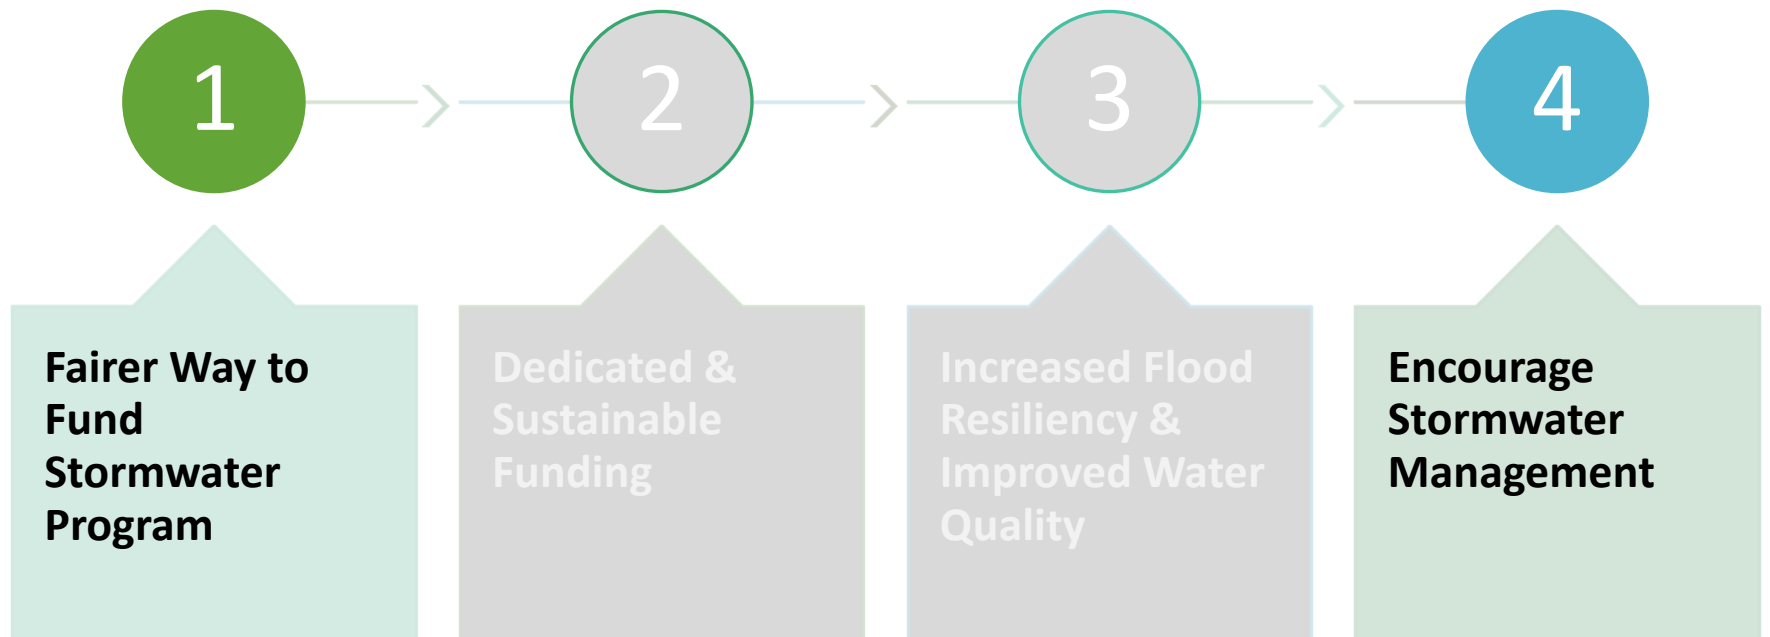 1
2
3
4
Fairer Way to
Fund
Stormwater
Program
Dedicated &
Sustainable
Funding
Increased Flood
Resiliency &
Improved Water
Quality
Encourage
Stormwater
Management